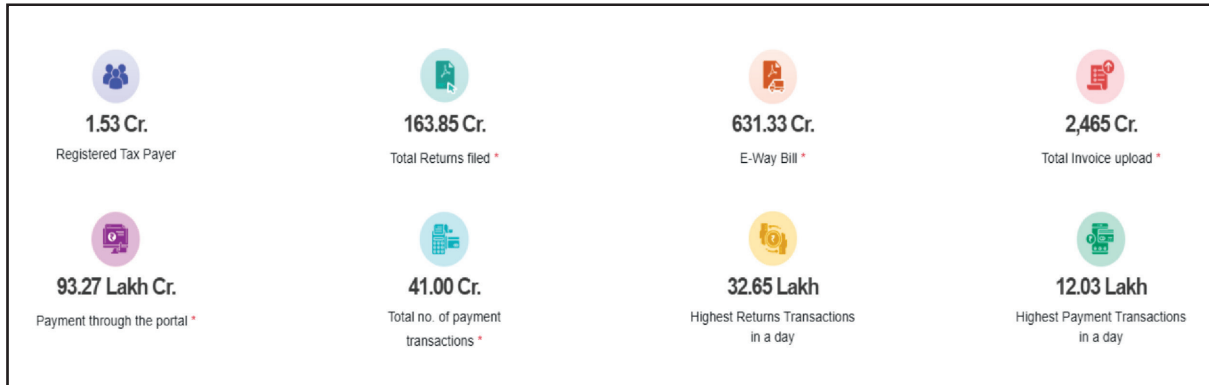 1.53 Cr.
Registered Tax Payer
163.85 Cr.
Total Returns filed *
631.33 Cr.
E-Way Bill *
2,465 Cr.
Total Invoice upload *
93.27 Lakh Cr.
Payment through the portal *
41.00 Cr.
Total no. of payment
transactions *
32.65 Lakh
Highest Returns Transactions
in a day
12.03 Lakh
Highest Payment Transactions
in a day